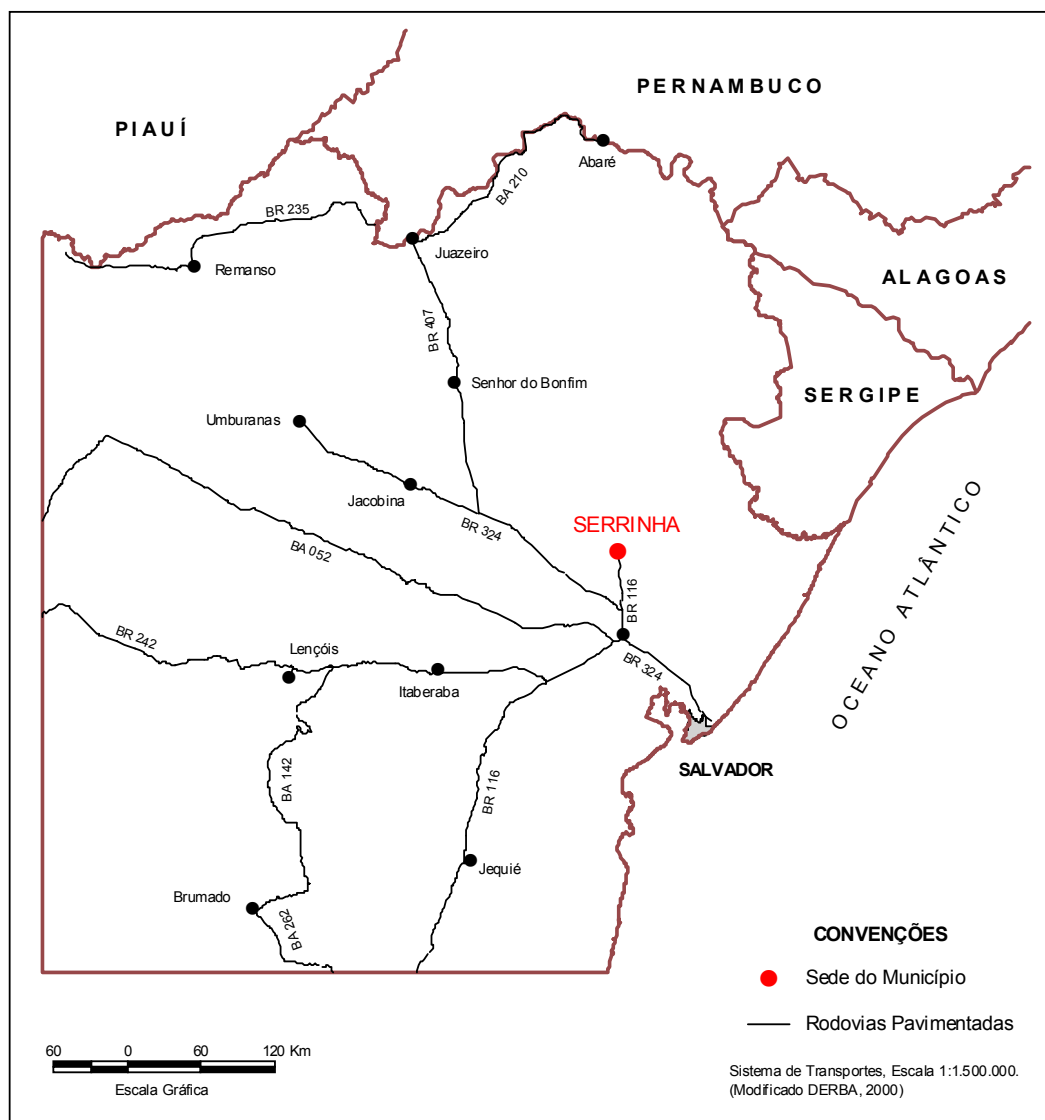 PERNAMBUCO
PIAUÍ
Abaré
BA 210
BR 235
Juazeiro
Remanso
ALAGOAS
BR 407
Senhor do Bonfim
SERGIPE
Umburanas
Jacobina
BR 324
SERRINHA
OCEANO ATLÂNTICO
BA 052
BR 116
BR 242
Lençóis
Itaberaba
BR 324
SALVADOR
BA 142
BR 116
Jequié
Brumado
BA 262
CONVENÇÕES
Sede do Município
Rodovias Pavimentadas
60 0 60 120 Km
Escala Gráfica
Sistema de Transportes, Escala 1:1.500.000.
(Modificado DERBA, 2000)